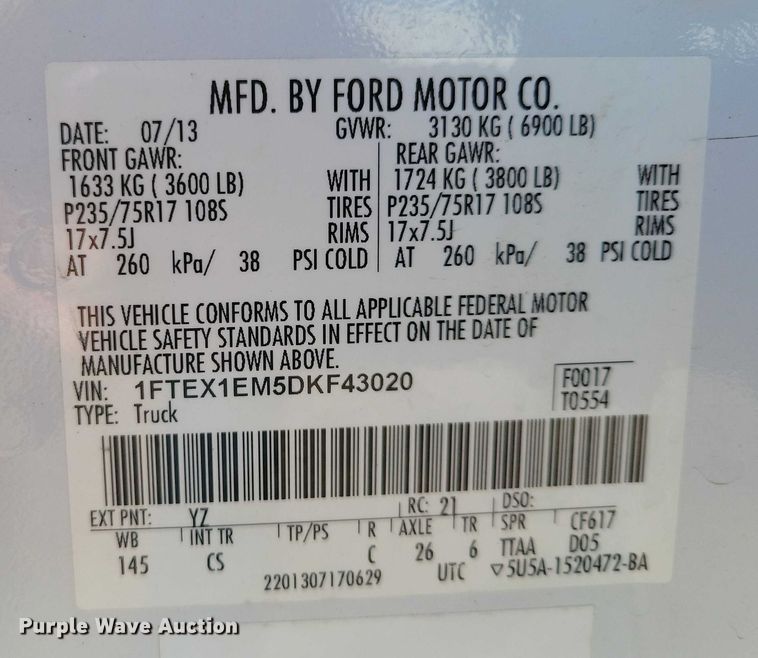 MFD. BY FORD MOTOR CO.
DATE: 07/13 GVWR: 3130 KG ( 6900 LB)
FRONT GAWR: REAR GAWR:
1633 KG ( 3600 LB) WITH 1724 KG ( 3800 LB) WITH
P235/75R17 108S TIRES P235/75R17 108S TIRES
17x7.5J RIMS 17x7.5J RIMS
AT 260 kPa/ 38 PSI COLD AT 260 kPa/ 38 PSI COLD
THIS VEHICLE CONFORMS TO ALL APPLICABLE FEDERAL MOTOR
VEHICLE SAFETY STANDARDS IN EFFECT ON THE DATE OF
MANUFACTURE SHOWN ABOVE.
VIN: 1FTEX1EM5DKF43020 F0017
TYPE: Truck T0554
EXT PNT: YZ RC: 21 DSO:
WB INT TR TP/PS R AXLE TR SPR CF617
145 CS C 26 6 TTAA D05
2201307170629 UTC ▽5U5A-1520472-BA
Purple Wave Auction